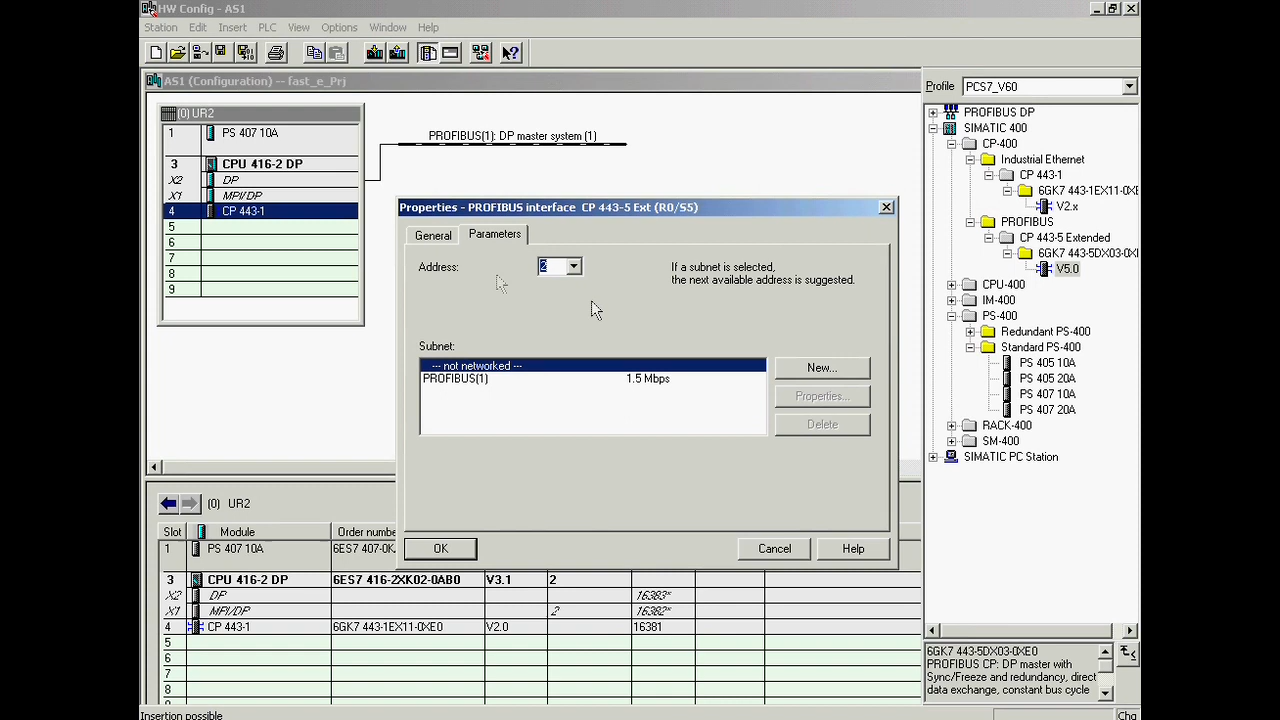 HW Config - AS1
Station Edit Insert PLC View Options Window Help
AS1 (Configuration) -- fast_e_Prj
(0) UR2
1 PS 407 10A
3 CPU 416-2 DP
X2 DP
X1 MPI/DP
4 CP 443-1
5
6
7
8
9
PROFIBUS(1): DP master system (1)
Properties - PROFIBUS interface CP 443-5 Ext (R0/S5)
General Parameters
Address: 2
If a subnet is selected,
the next available address is suggested.
Subnet:
--- not networked ---
PROFIBUS(1) 1.5 Mbps
New...
Properties...
Delete
OK Cancel Help
Profile PCS7_V60
PROFIBUS DP
SIMATIC 400
CP-400
Industrial Ethernet
CP 443-1
6GK7 443-1EX11-0XE
V2.x
PROFIBUS
CP 443-5 Extended
6GK7 443-5DX03-0X
V5.0
CPU-400
IM-400
PS-400
Redundant PS-400
Standard PS-400
PS 405 10A
PS 405 20A
PS 407 10A
PS 407 20A
RACK-400
SM-400
SIMATIC PC Station
(0) UR2
Slot Module Order number
1 PS 407 10A 6ES7 407-0K
3 CPU 416-2 DP 6ES7 416-2XK02-0AB0 V3.1 2
X2 DP 16383*
X1 MPI/DP 2 16382*
4 CP 443-1 6GK7 443-1EX11-0XE0 V2.0 16381
5
6
7
8
6GK7 443-5DX03-0XE0
PROFIBUS CP: DP master with
Sync/Freeze and redundancy, direct
data exchange, constant bus cycle
Insertion possible
Chg